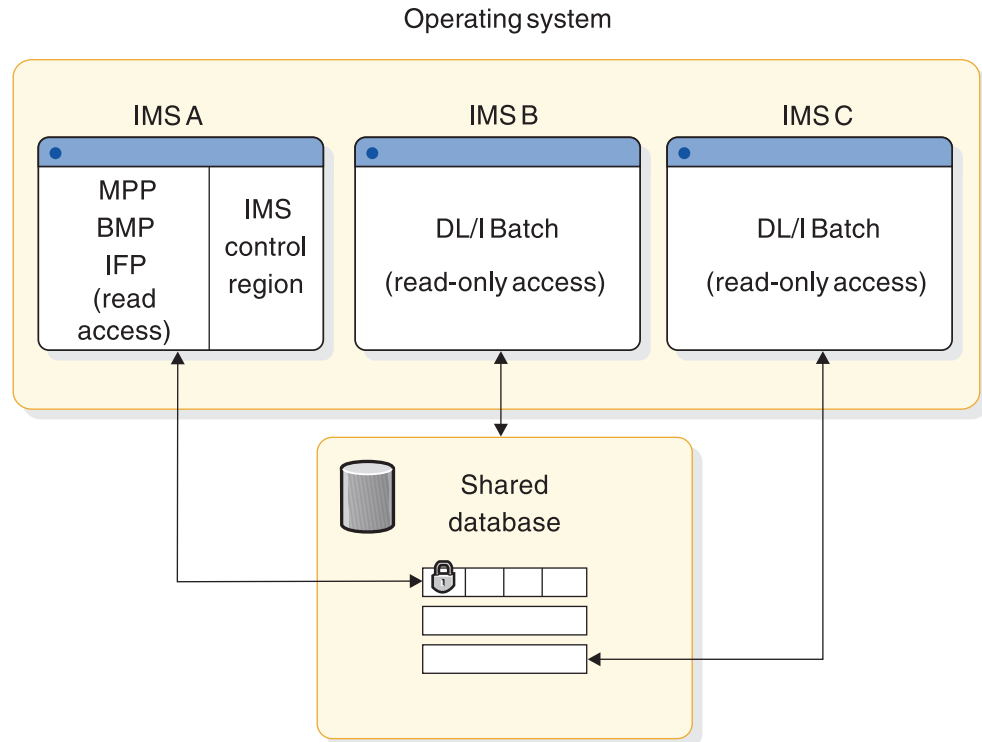 Operating system
IMS A
IMS B
IMS C
MPP
BMP
IFP
(read
access)
IMS
control
region
DL/I Batch
(read-only access)
DL/I Batch
(read-only access)
Shared
database